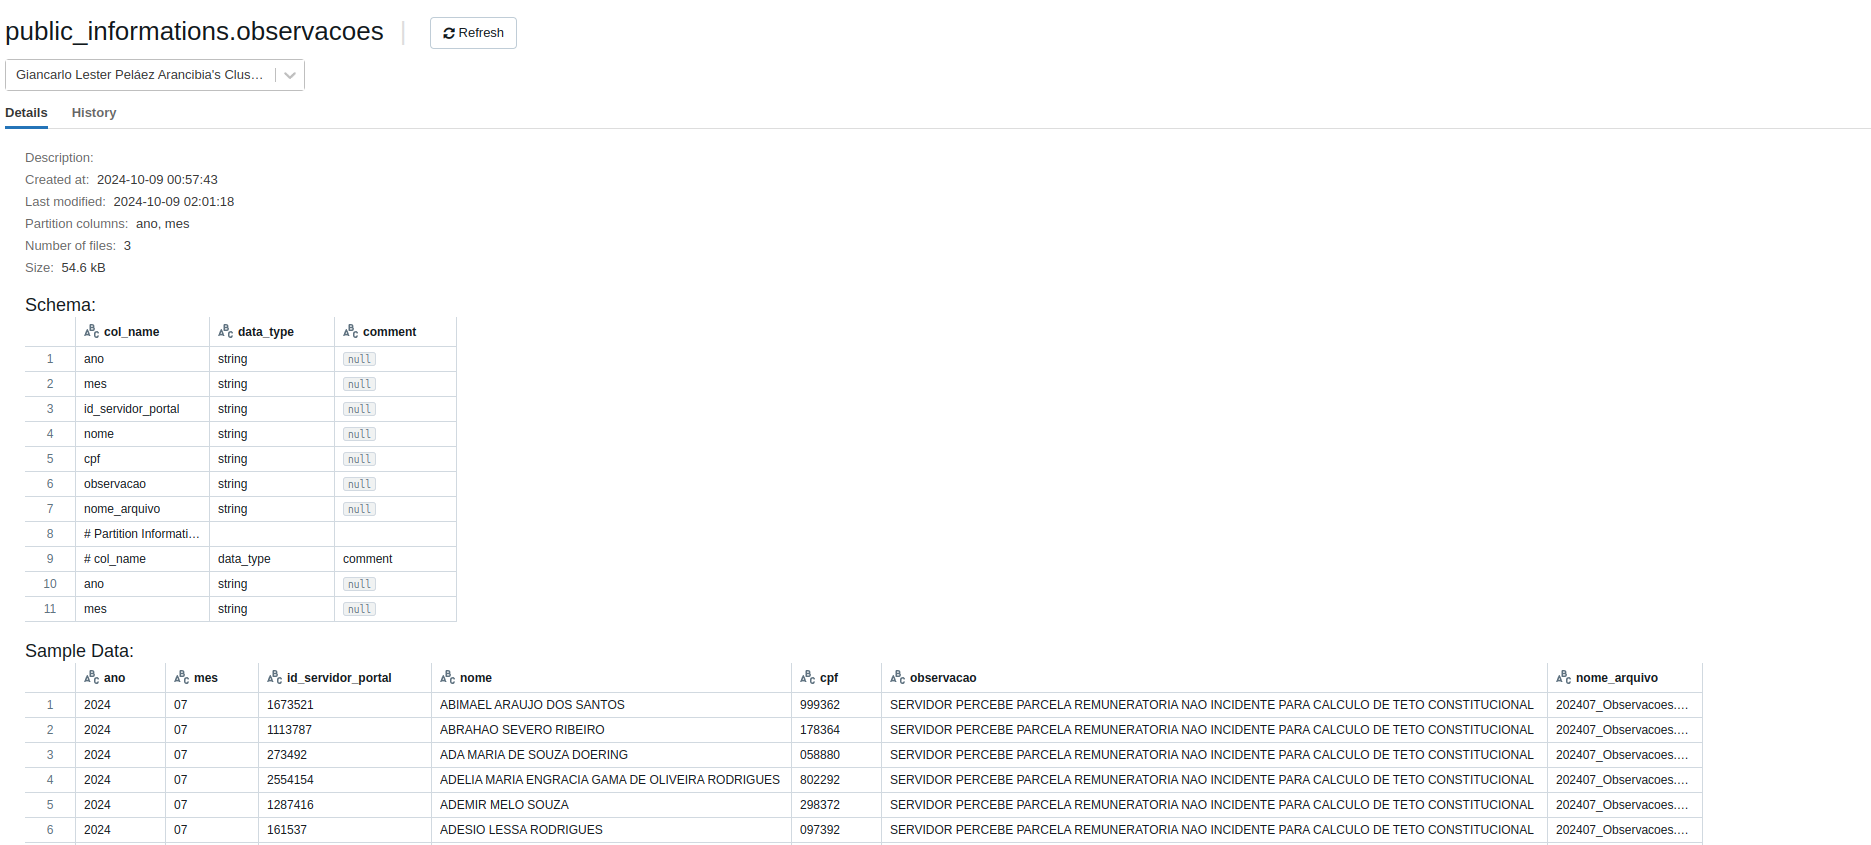 public_informations.observacoes
Refresh
Giancarlo Lester Peláez Arancibia's Clus...
Details History
Description:
Created at: 2024-10-09 00:57:43
Last modified: 2024-10-09 02:01:18
Partition columns: ano, mes
Number of files: 3
Size: 54.6 kB
Schema:
col_name data_type comment
1 ano string null
2 mes string null
3 id_servidor_portal string null
4 nome string null
5 cpf string null
6 observacao string null
7 nome_arquivo string null
8 # Partition Informati...
9 # col_name data_type comment
10 ano string null
11 mes string null
Sample Data:
ano mes id_servidor_portal nome cpf observacao nome_arquivo
1 2024 07 1673521 ABIMAEL ARAUJO DOS SANTOS 999362 SERVIDOR PERCEBE PARCELA REMUNERATORIA NAO INCIDENTE PARA CALCULO DE TETO CONSTITUCIONAL 202407_Observacoes....
2 2024 07 1113787 ABRAHAO SEVERO RIBEIRO 178364 SERVIDOR PERCEBE PARCELA REMUNERATORIA NAO INCIDENTE PARA CALCULO DE TETO CONSTITUCIONAL 202407_Observacoes....
3 2024 07 273492 ADA MARIA DE SOUZA DOERING 058880 SERVIDOR PERCEBE PARCELA REMUNERATORIA NAO INCIDENTE PARA CALCULO DE TETO CONSTITUCIONAL 202407_Observacoes....
4 2024 07 2554154 ADELIA MARIA ENGRACIA GAMA DE OLIVEIRA RODRIGUES 802292 SERVIDOR PERCEBE PARCELA REMUNERATORIA NAO INCIDENTE PARA CALCULO DE TETO CONSTITUCIONAL 202407_Observacoes....
5 2024 07 1287416 ADEMIR MELO SOUZA 298372 SERVIDOR PERCEBE PARCELA REMUNERATORIA NAO INCIDENTE PARA CALCULO DE TETO CONSTITUCIONAL 202407_Observacoes....
6 2024 07 161537 ADESIO LESSA RODRIGUES 097392 SERVIDOR PERCEBE PARCELA REMUNERATORIA NAO INCIDENTE PARA CALCULO DE TETO CONSTITUCIONAL 202407_Observacoes....